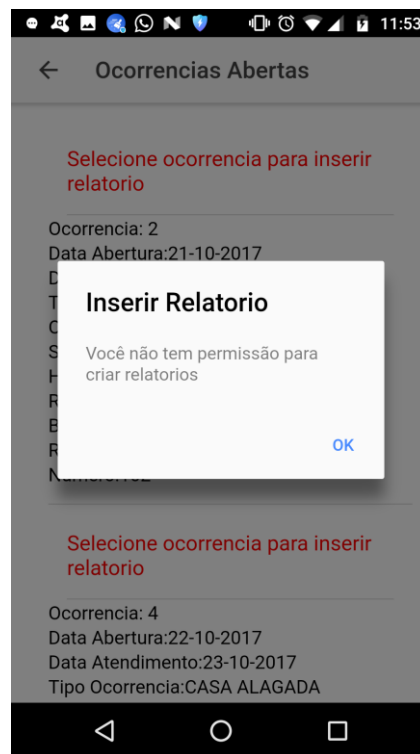 11:53
Ocorrencias Abertas
Selecione ocorrencia para inserir
relatorio
Ocorrencia: 2
Data Abertura:21-10-2017
Inserir Relatorio
Você não tem permissão para
criar relatorios
OK
Selecione ocorrencia para inserir
relatorio
Ocorrencia: 4
Data Abertura:22-10-2017
Data Atendimento:23-10-2017
Tipo Ocorrencia:CASA ALAGADA